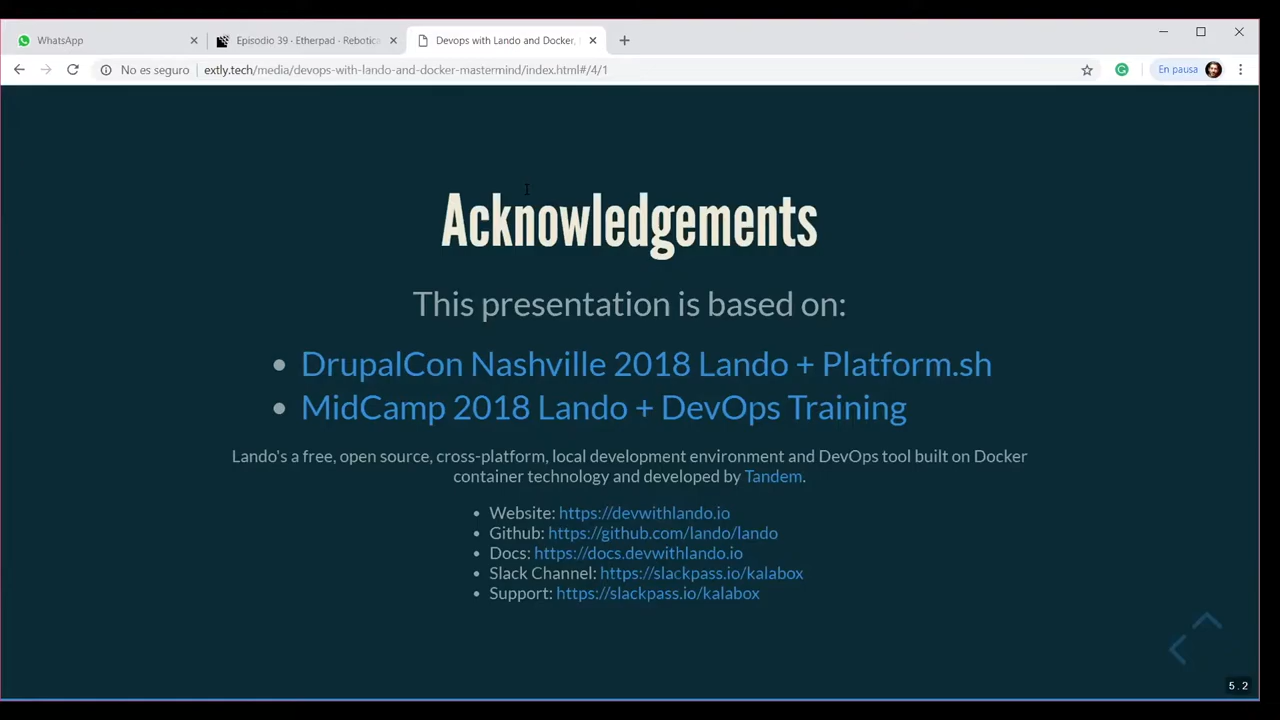 WhatsApp
Episodio 39 - Etherpad - Robotica
Devops with Lando and Docker,
No es seguro
extly.tech/media/devops-with-lando-and-docker-mastermind/index.html#/4/1
En pausa
Acknowledgements
This presentation is based on:
DrupalCon Nashville 2018 Lando + Platform.sh
MidCamp 2018 Lando + DevOps Training
Lando's a free, open source, cross-platform, local development environment and DevOps tool built on Docker
container technology and developed by Tandem.
Website: https://devwithlando.io
Github: https://github.com/lando/lando
Docs: https://docs.devwithlando.io
Slack Channel: https://slackpass.io/kalabox
Support: https://slackpass.io/kalabox
5.2